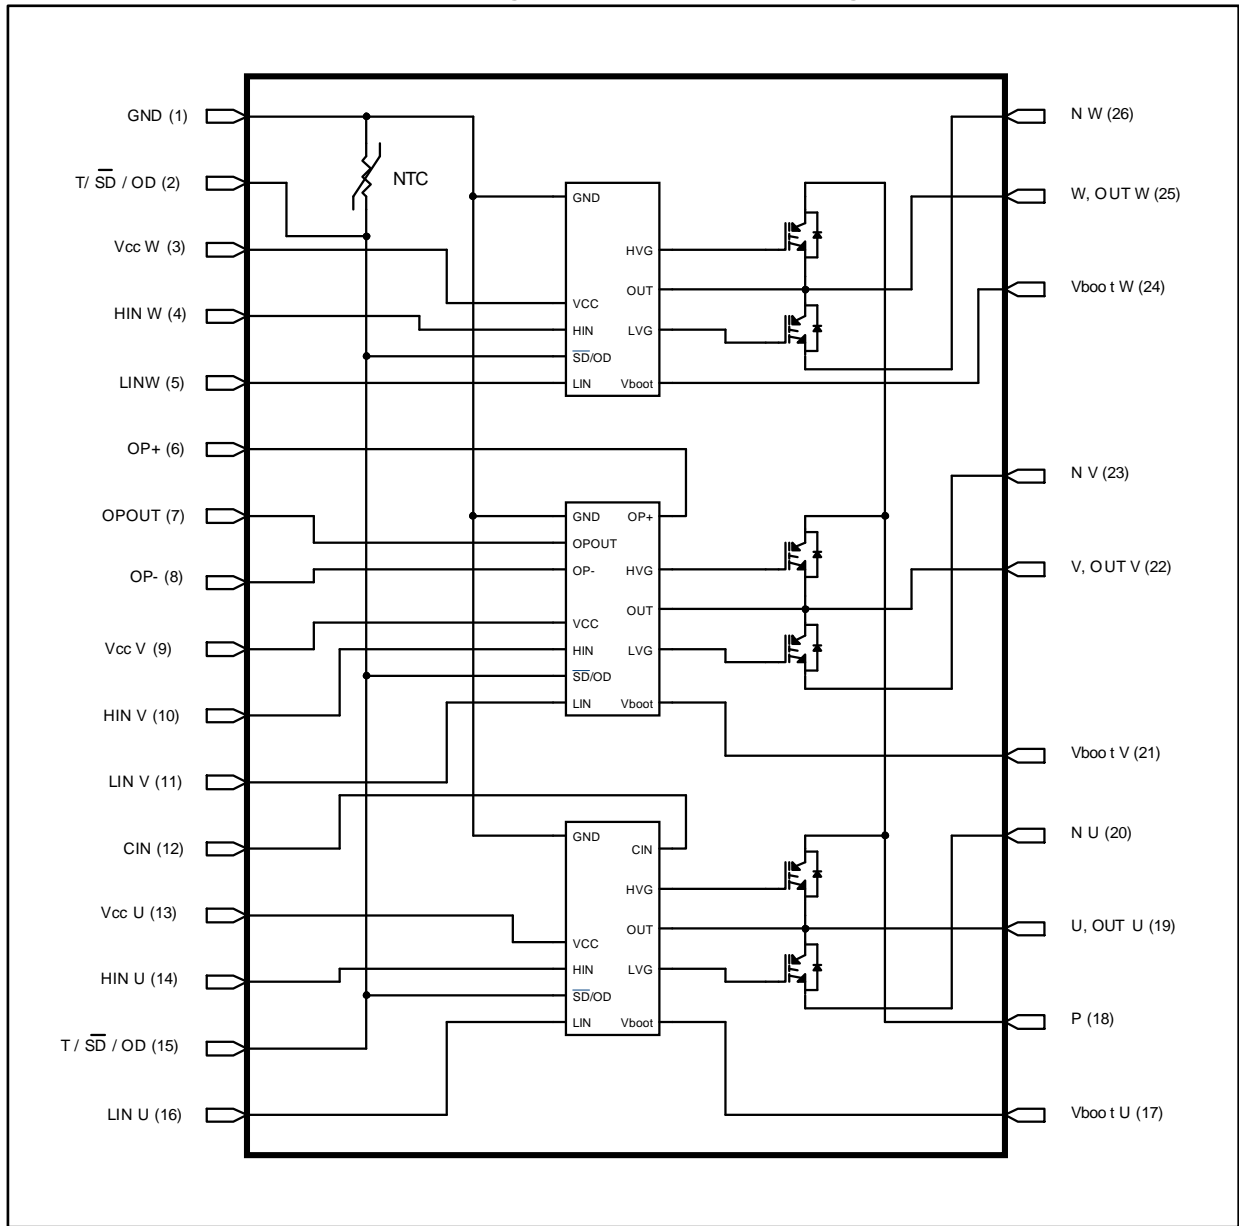 GND (1)
T/ SD / OD (2)
Vcc W (3)
HIN W (4)
LINW (5)
OP+ (6)
OPOUT (7)
OP- (8)
Vcc V (9)
HIN V (10)
LIN V (11)
CIN (12)
Vcc U (13)
HIN U (14)
T / SD / OD (15)
LIN U (16)
NTC
GND
HVG
OUT
VCC
HIN
LVG
SD/OD
LIN
Vboot
GND
OP+
OPOUT
OP-
HVG
OUT
VCC
HIN
LVG
SD/OD
LIN
Vboot
GND
CIN
HVG
OUT
VCC
HIN
LVG
SD/OD
LIN
Vboot
N W (26)
W, OUT W (25)
Vboot W (24)
N V (23)
V, OUT V (22)
Vboot V (21)
N U (20)
U, OUT U (19)
P (18)
Vboot U (17)